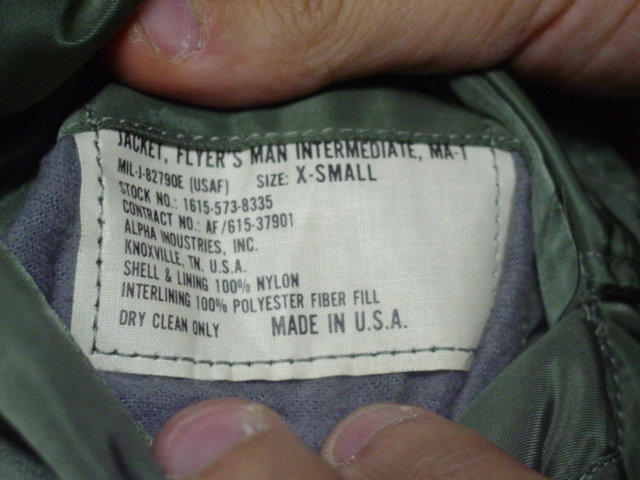 JACKET, FLYER'S MAN INTERMEDIATE, MA-1
MIL-J-82790E (USAF) SIZE: X-SMALL
STOCK NO.: 1615-573-8335
CONTRACT NO.: AF/615-37901
ALPHA INDUSTRIES, INC.
KNOXVILLE, TN. U.S.A.
SHELL & LINING 100% NYLON
INTERLINING 100% POLYESTER FIBER FILL
DRY CLEAN ONLY MADE IN U.S.A.